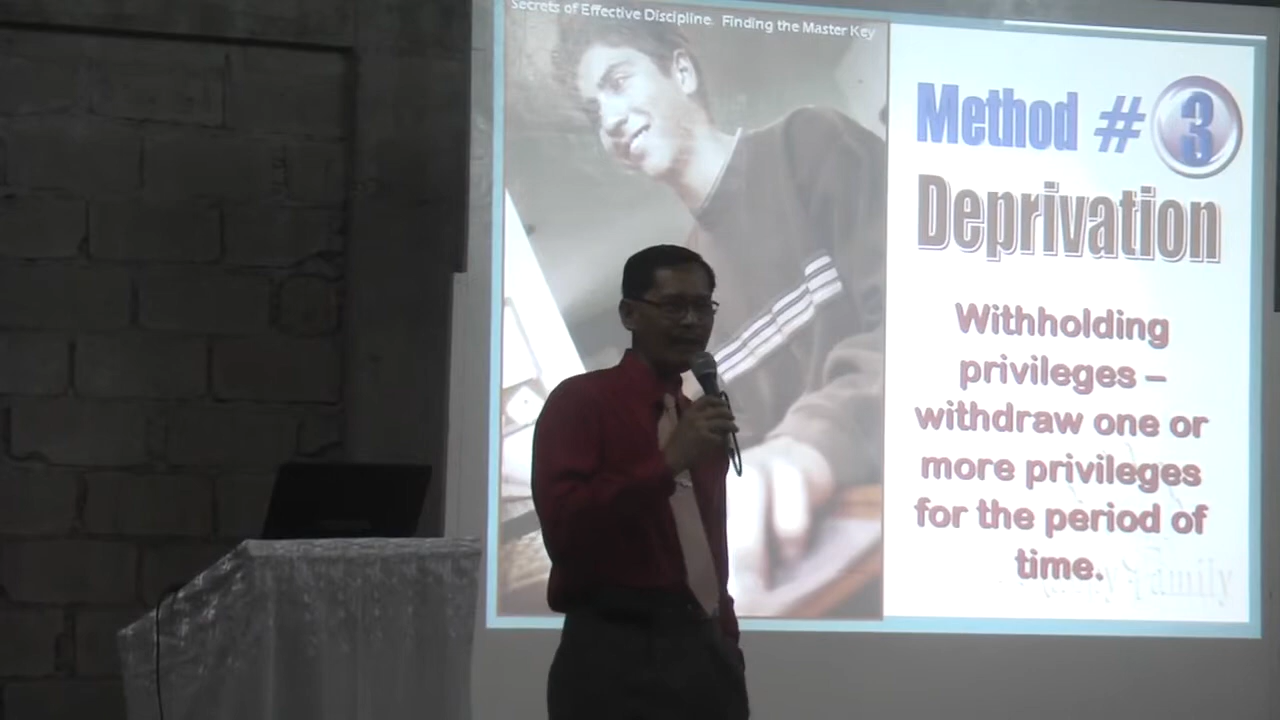 Secrets of Effective Discipline: Finding the Master Key
Method # 3
Deprivation
Withholding
privileges –
withdraw one or
more privileges
for the period of
time.
Family